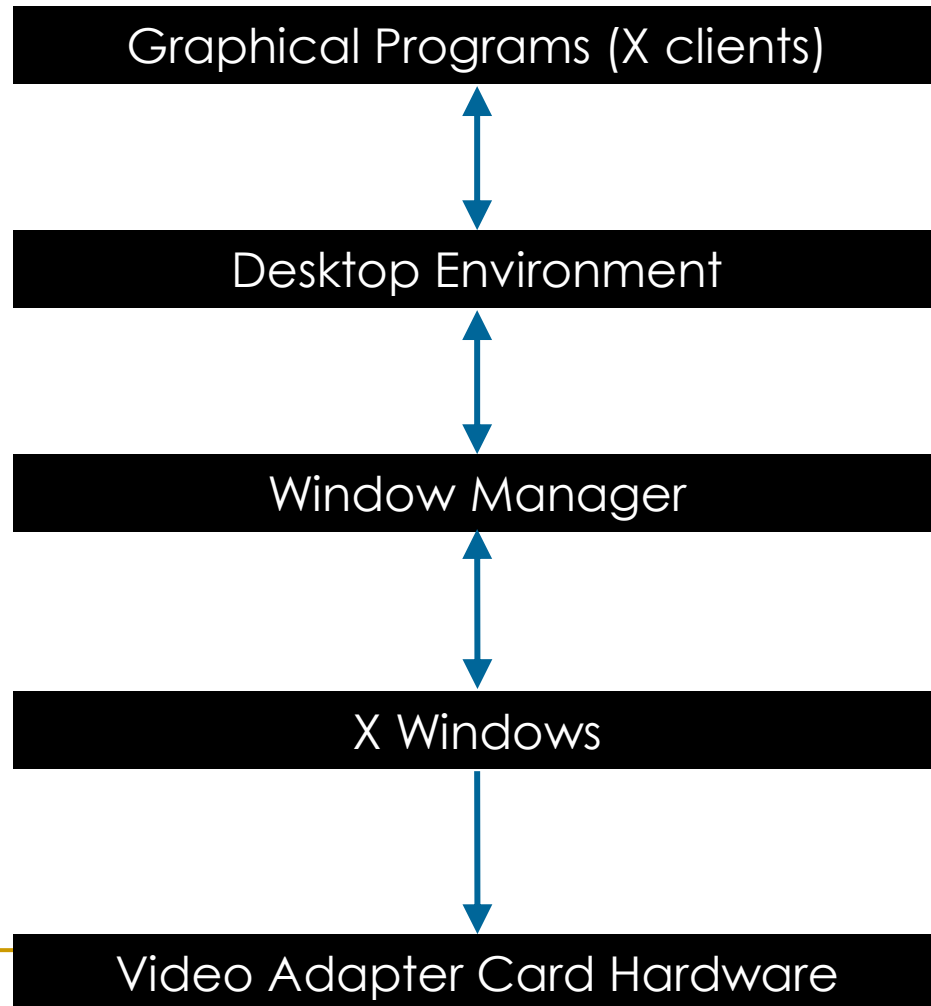 Graphical Programs (X clients)
Desktop Environment
Window Manager
X Windows
Video Adapter Card Hardware